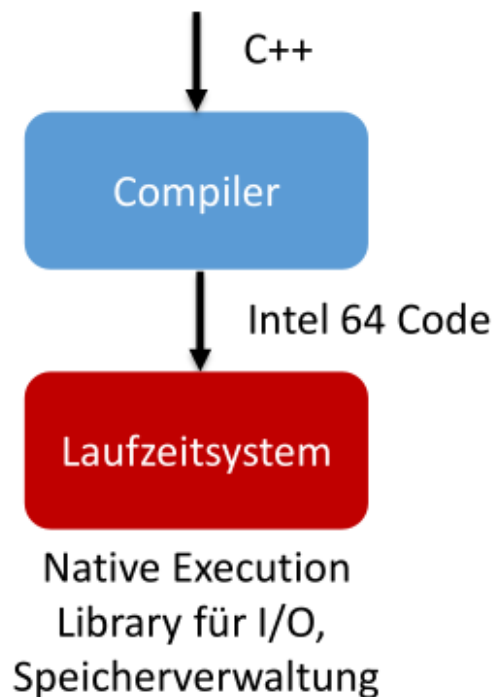 C++
Compiler
Intel 64 Code
Laufzeitsystem
Native Execution
Library für I/O,
Speicherverwaltung